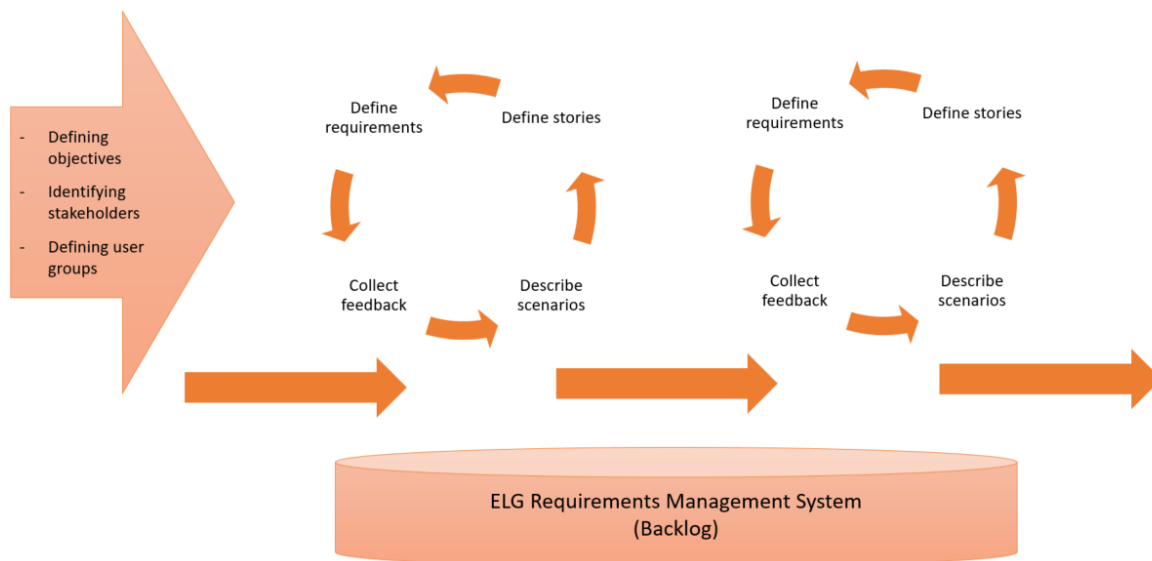 - Defining
objectives
- Identifying
stakeholders
- Defining user
groups
Define
requirements
Define stories
Collect
feedback
Describe
scenarios
Define
requirements
Define stories
Collect
feedback
Describe
scenarios
ELG Requirements Management System
(Backlog)